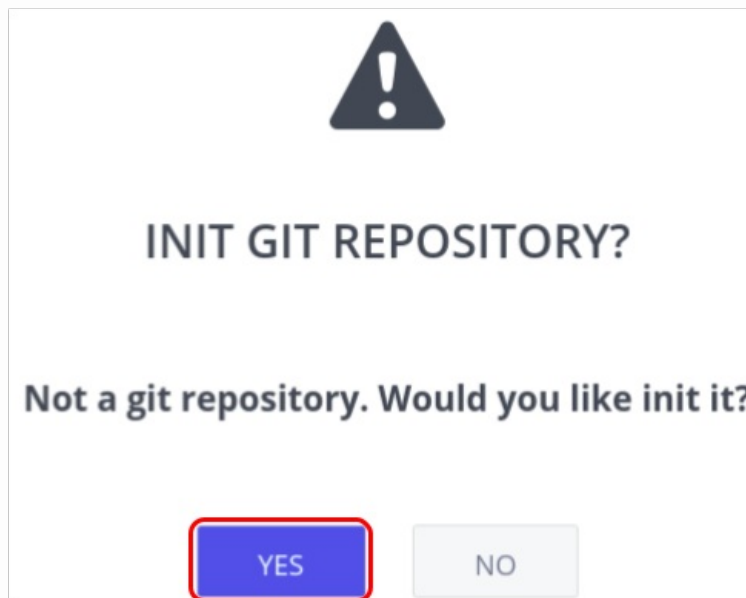 INIT GIT REPOSITORY?
Not a git repository. Would you like init it?
YES
NO